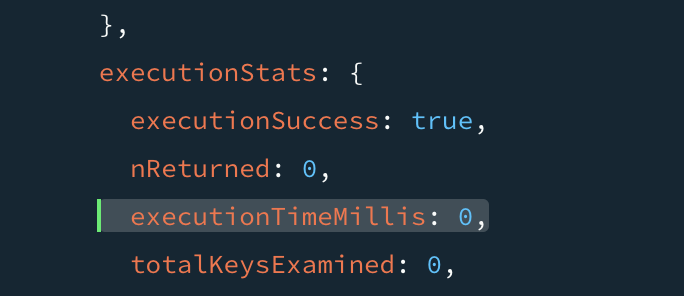 },
executionStats: {
executionSuccess: true,
nReturned: 0,
executionTimeMillis: 0,
totalKeysExamined: 0,